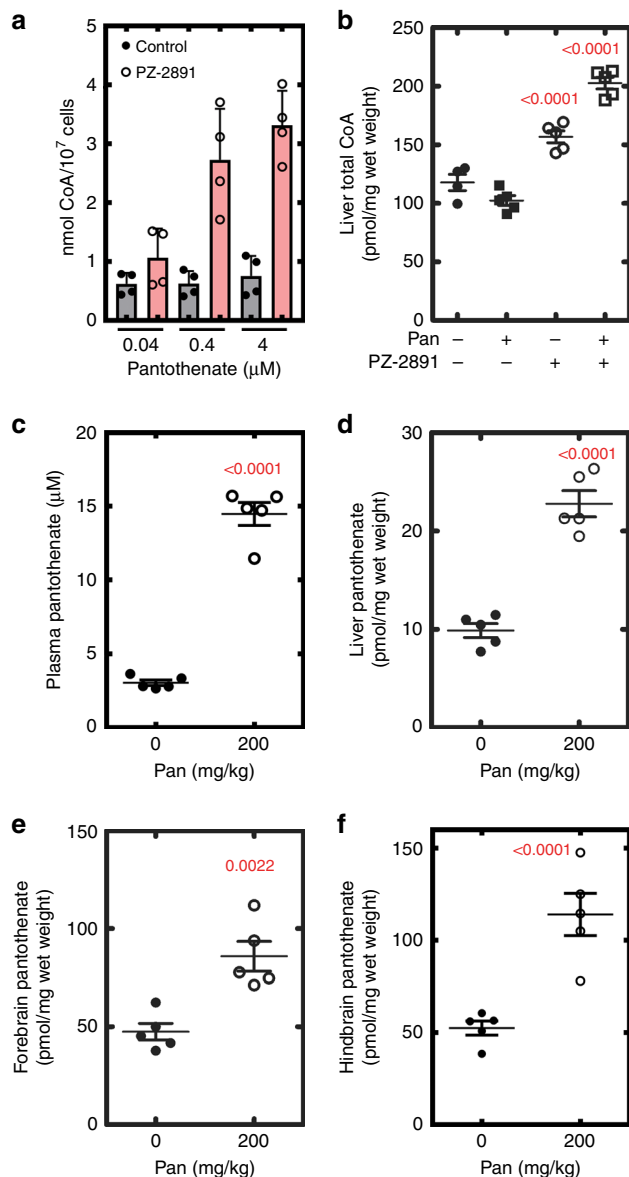 a
● Control
○ PZ-2891
5
4
3
2
1
0
nmol CoA/10⁷ cells
0.04 0.4 4
Pantothenate (μM)
b
250
200
150
100
50
0
Liver total CoA
(pmol/mg wet weight)
<0.0001
<0.0001
Pan – + – +
PZ-2891 – – + +
c
20
15
10
5
0
Plasma pantothenate (μM)
<0.0001
0 200
Pan (mg/kg)
d
30
20
10
0
Liver pantothenate
(pmol/mg wet weight)
<0.0001
0 200
Pan (mg/kg)
e
150
100
50
0
Forebrain pantothenate
(pmol/mg wet weight)
0.0022
0 200
Pan (mg/kg)
f
150
100
50
0
Hindbrain pantothenate
(pmol/mg wet weight)
<0.0001
0 200
Pan (mg/kg)